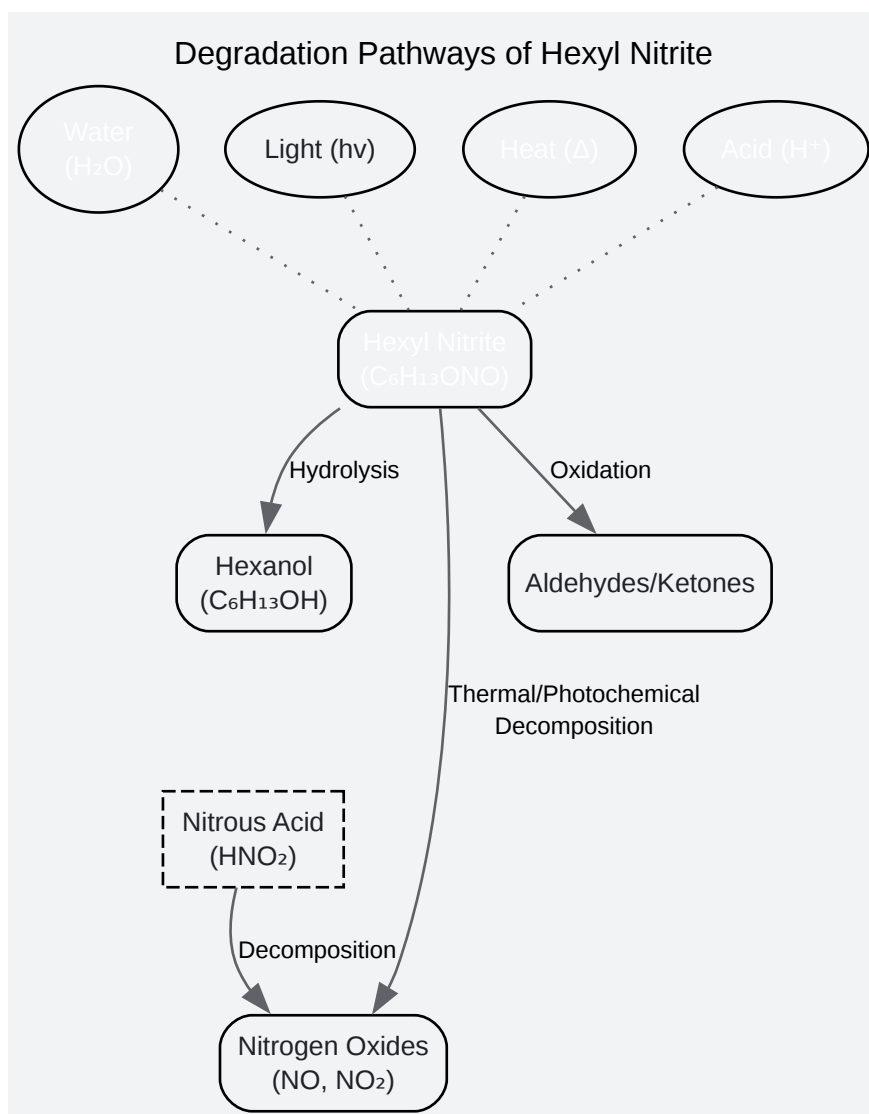 Degradation Pathways of Hexyl Nitrite
Water
(H₂O)
Light (hv)
Heat (Δ)
Acid (H⁺)
Hexyl Nitrite
(C₆H₁₃ONO)
Hydrolysis
Oxidation
Hexanol
(C₆H₁₃OH)
Aldehydes/Ketones
Thermal/Photochemical
Decomposition
Nitrous Acid
(HNO₂)
Decomposition
Nitrogen Oxides
(NO, NO₂)